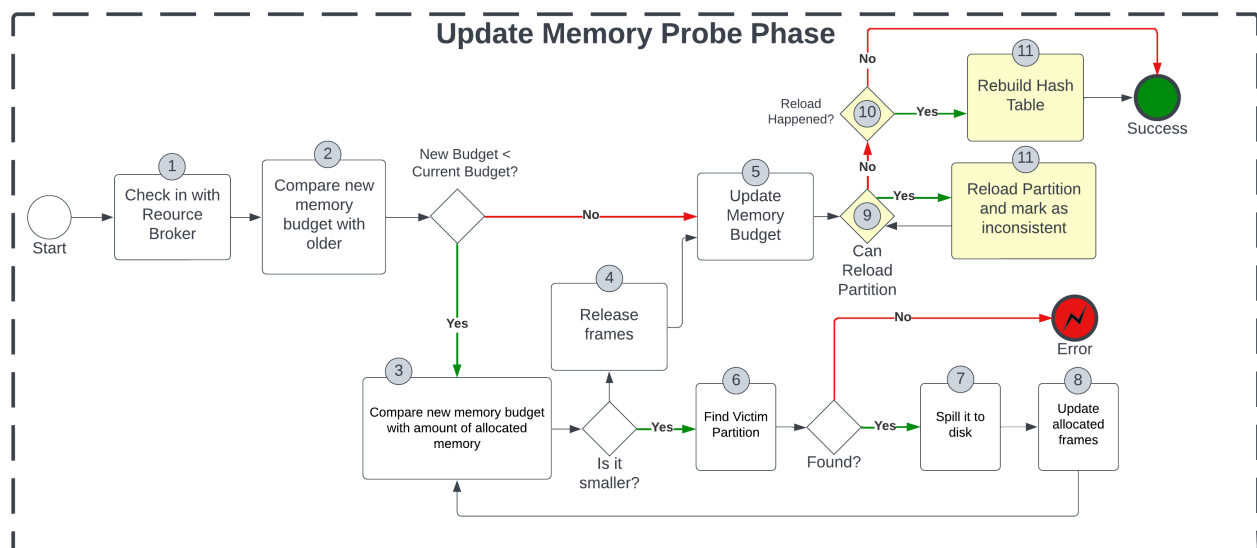 Update Memory Probe Phase
Start
1
Check in with
Reource
Broker
2
Compare new
memory
budget with
older
New Budget <
Current Budget?
No
Yes
3
Compare new memory budget
with amount of allocated
memory
Is it
smaller?
4
Release
frames
5
Update
Memory
Budget
Yes
6
Find Victim
Partition
Found?
No
Error
Yes
7
Spill it to
disk
8
Update
allocated
frames
9
Can
Reload
Partition
Yes
11
Reload Partition
and mark as
inconsistent
No
Reload
Happened?
10
No
Yes
11
Rebuild Hash
Table
Success